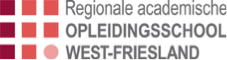 Regionale academische
OPLEIDINGSSCHOOL
WEST-FRIESLAND